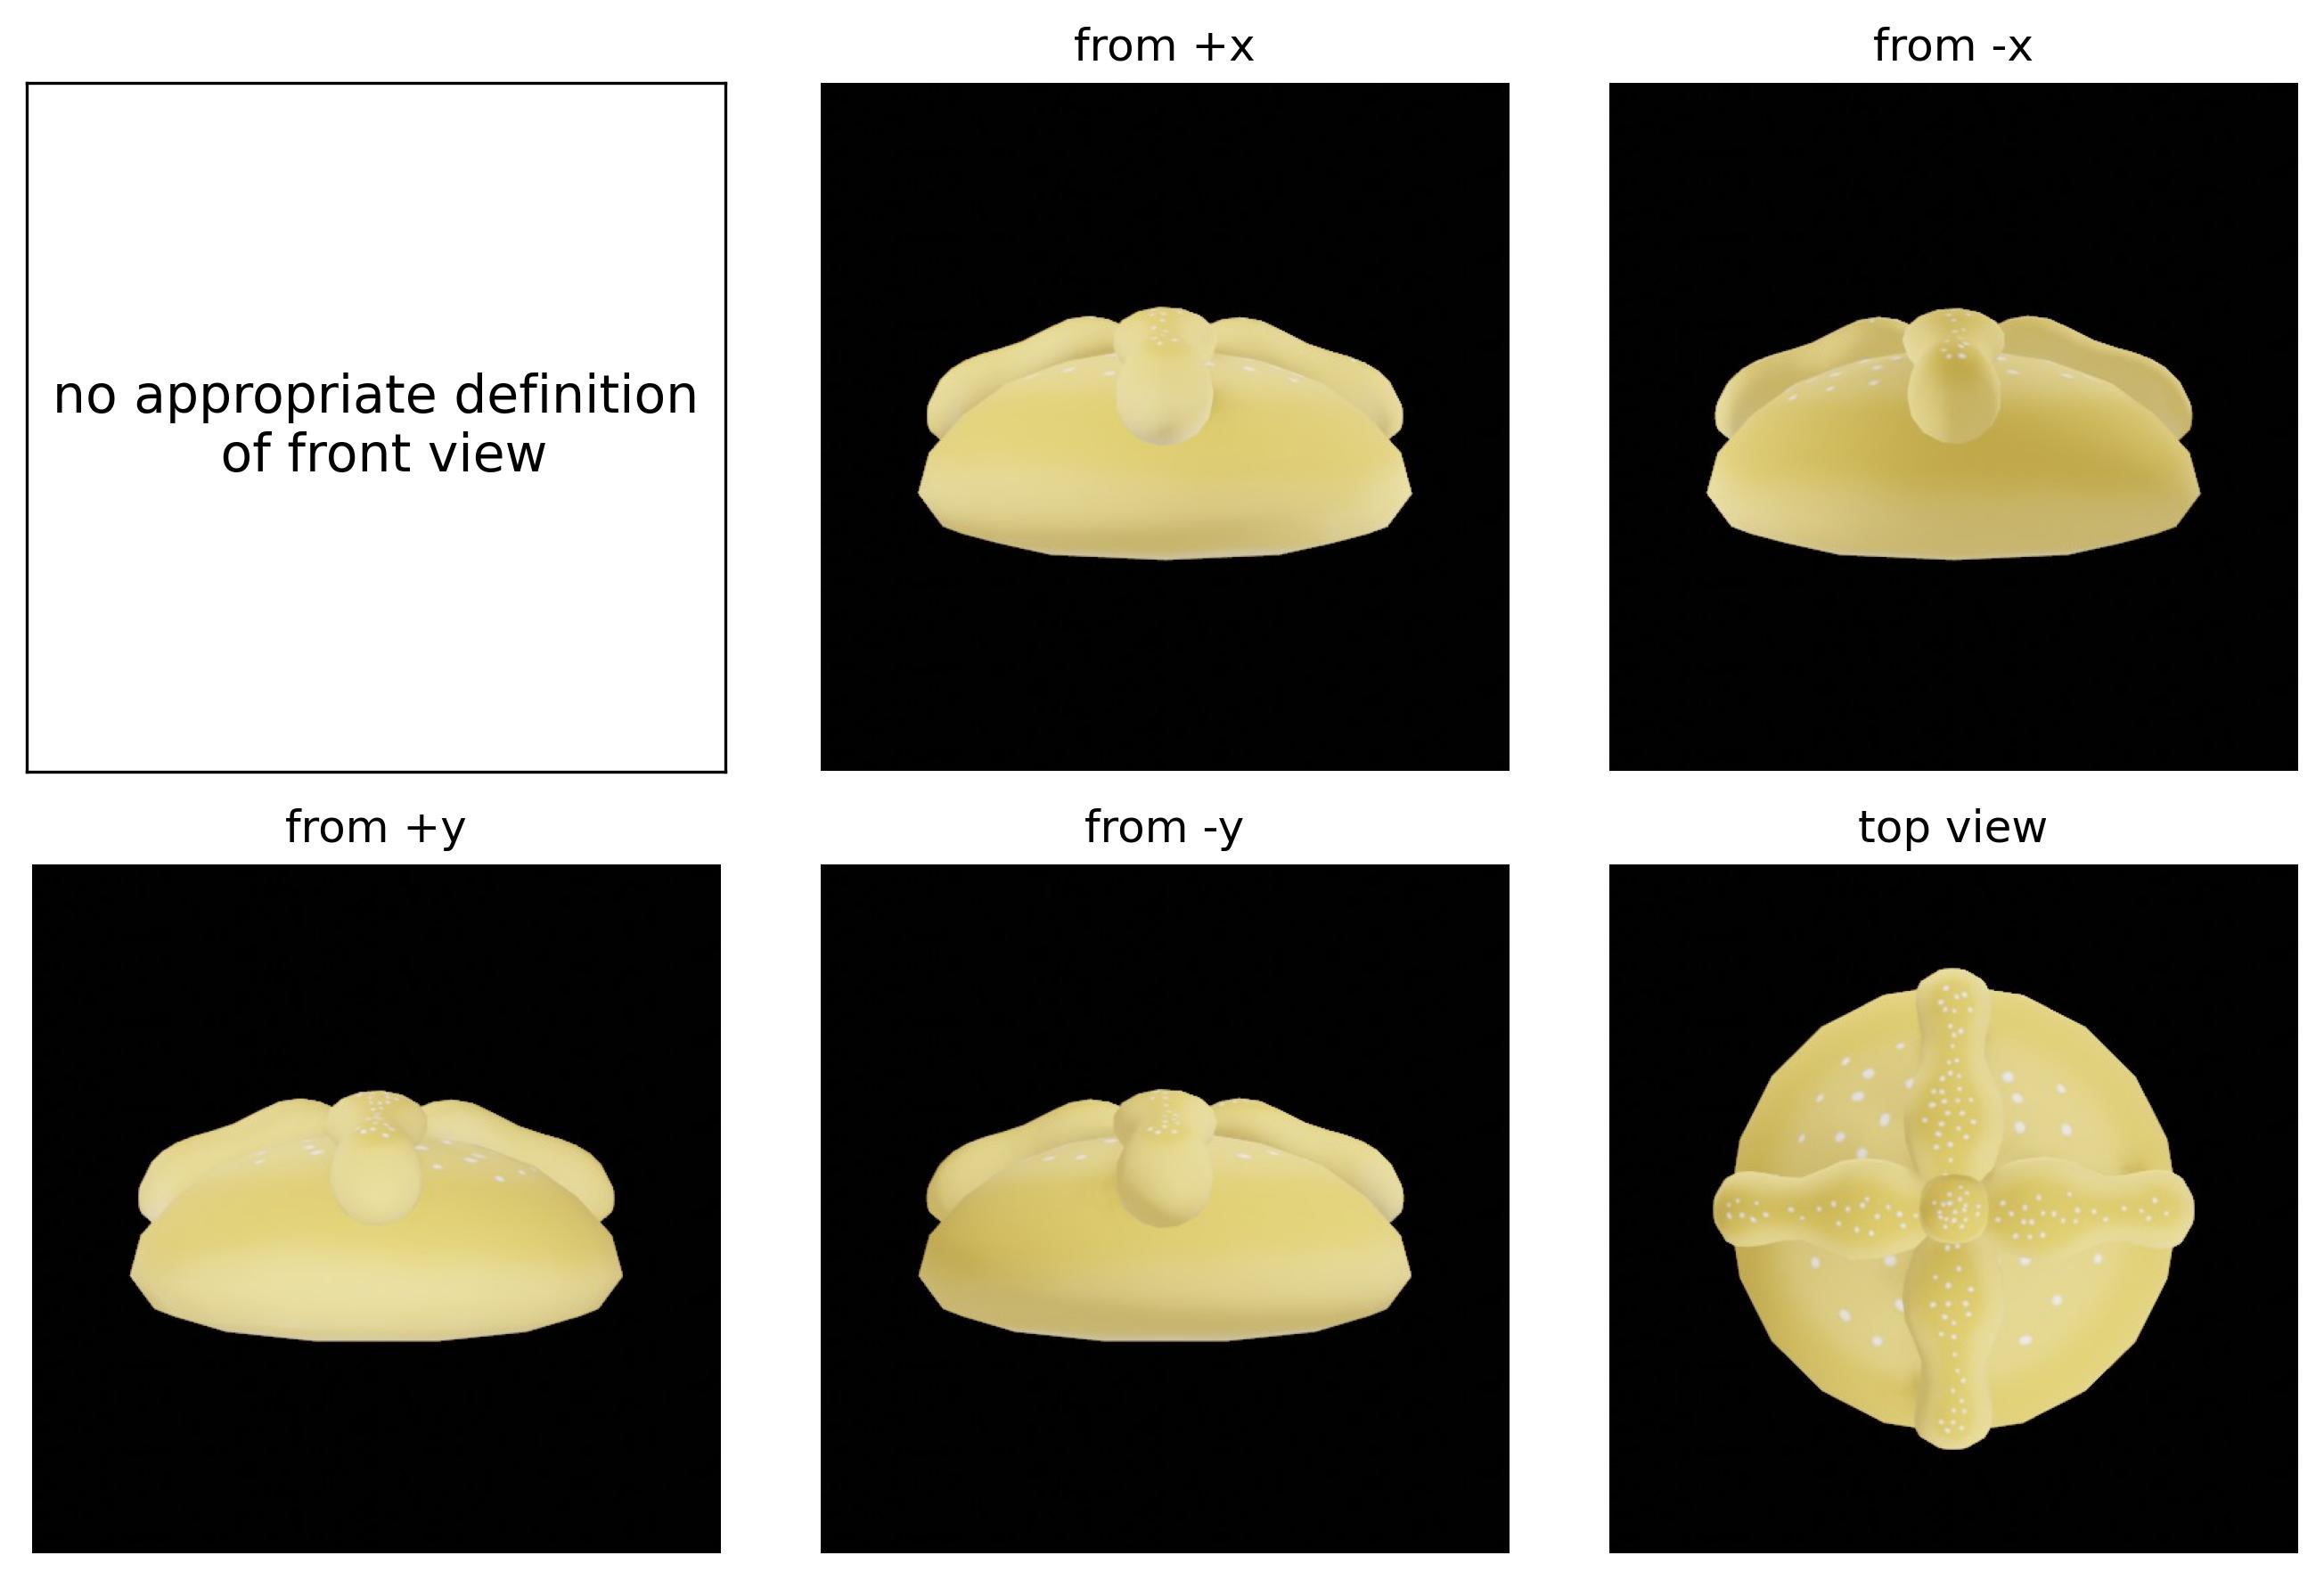 from +x
from -x
no appropriate definition
of front view
from +y
from -y
top view